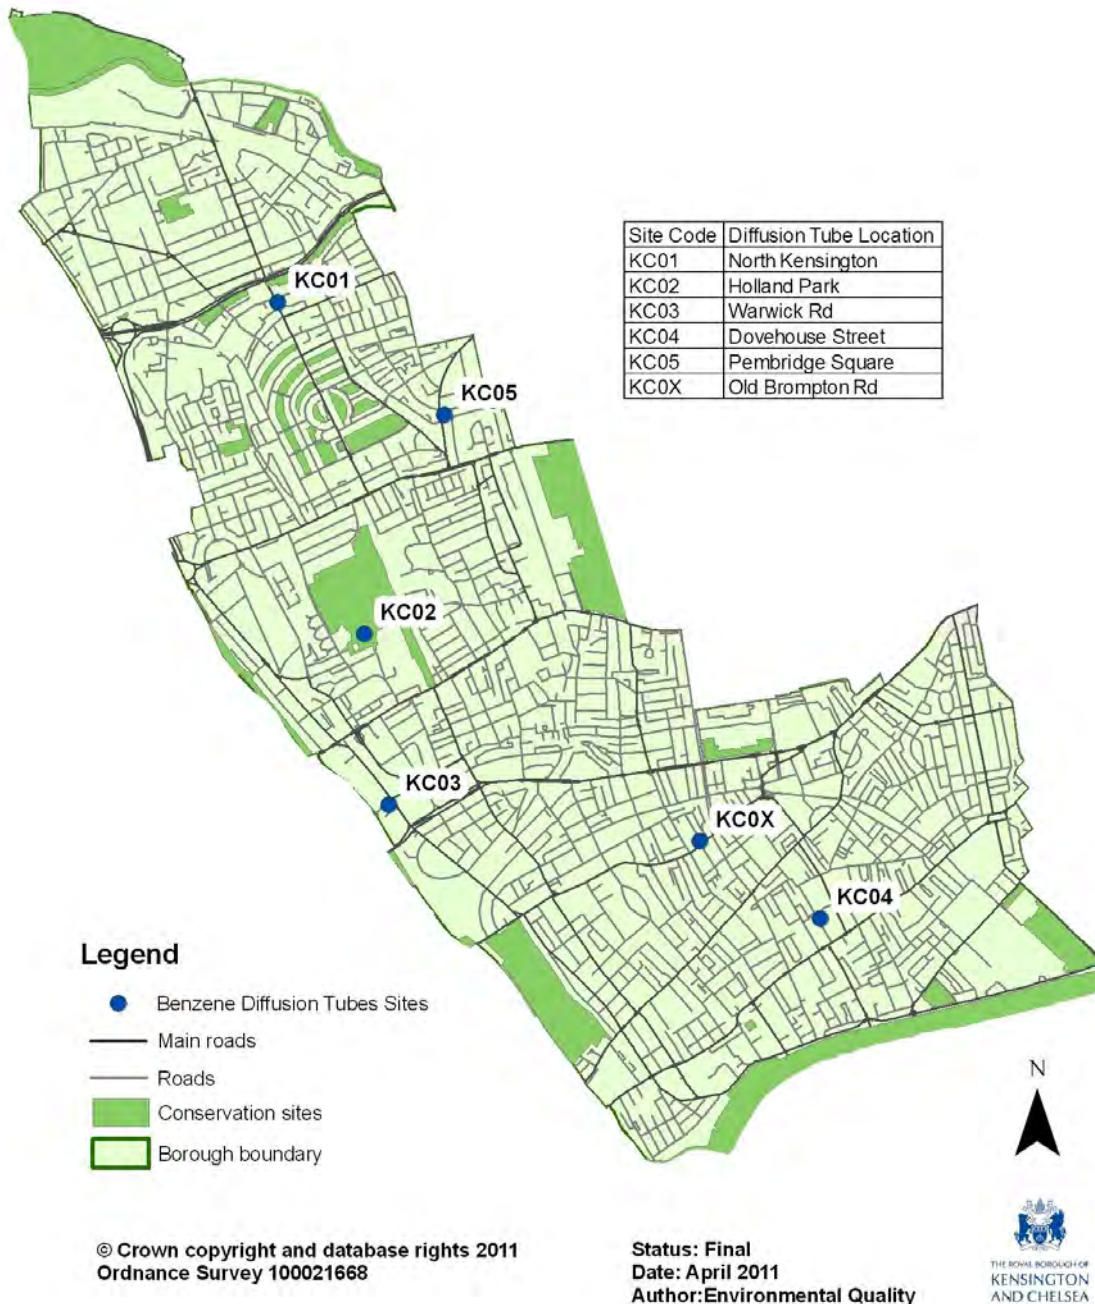 Site Code Diffusion Tube Location
KC01 North Kensington
KC02 Holland Park
KC03 Warwick Rd
KC04 Dovehouse Street
KC05 Pembridge Square
KC0X Old Brompton Rd
KC01
KC05
KC02
KC03
KC0X
KC04
Legend
Benzene Diffusion Tubes Sites
Main roads
Roads
Conservation sites
Borough boundary
N
© Crown copyright and database rights 2011
Ordnance Survey 100021668
Status: Final
Date: April 2011
Author:Environmental Quality
THE ROYAL BOROUGH OF
KENSINGTON
AND CHELSEA